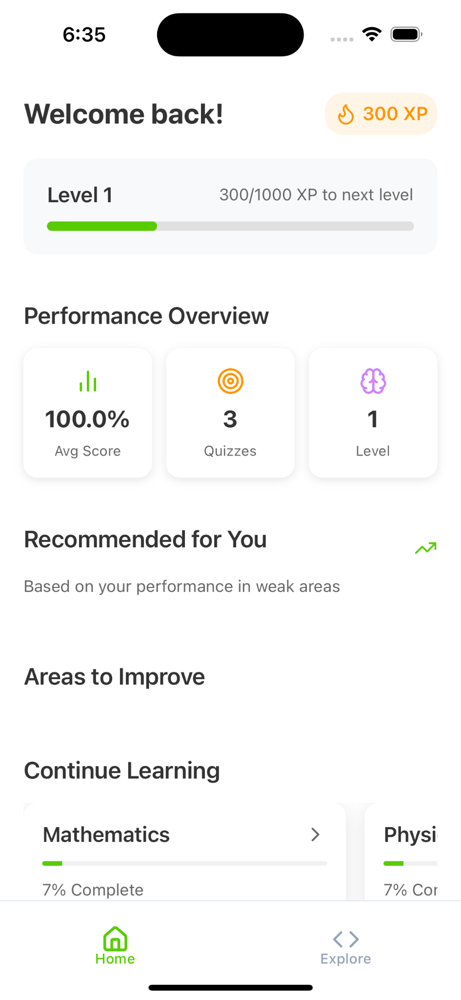 6:35
Welcome back!
300 XP
Level 1
300/1000 XP to next level
Performance Overview
100.0%
Avg Score
3
Quizzes
1
Level
Recommended for You
Based on your performance in weak areas
Areas to Improve
Continue Learning
Mathematics
7% Complete
Physi
7% Cor
Home
Explore